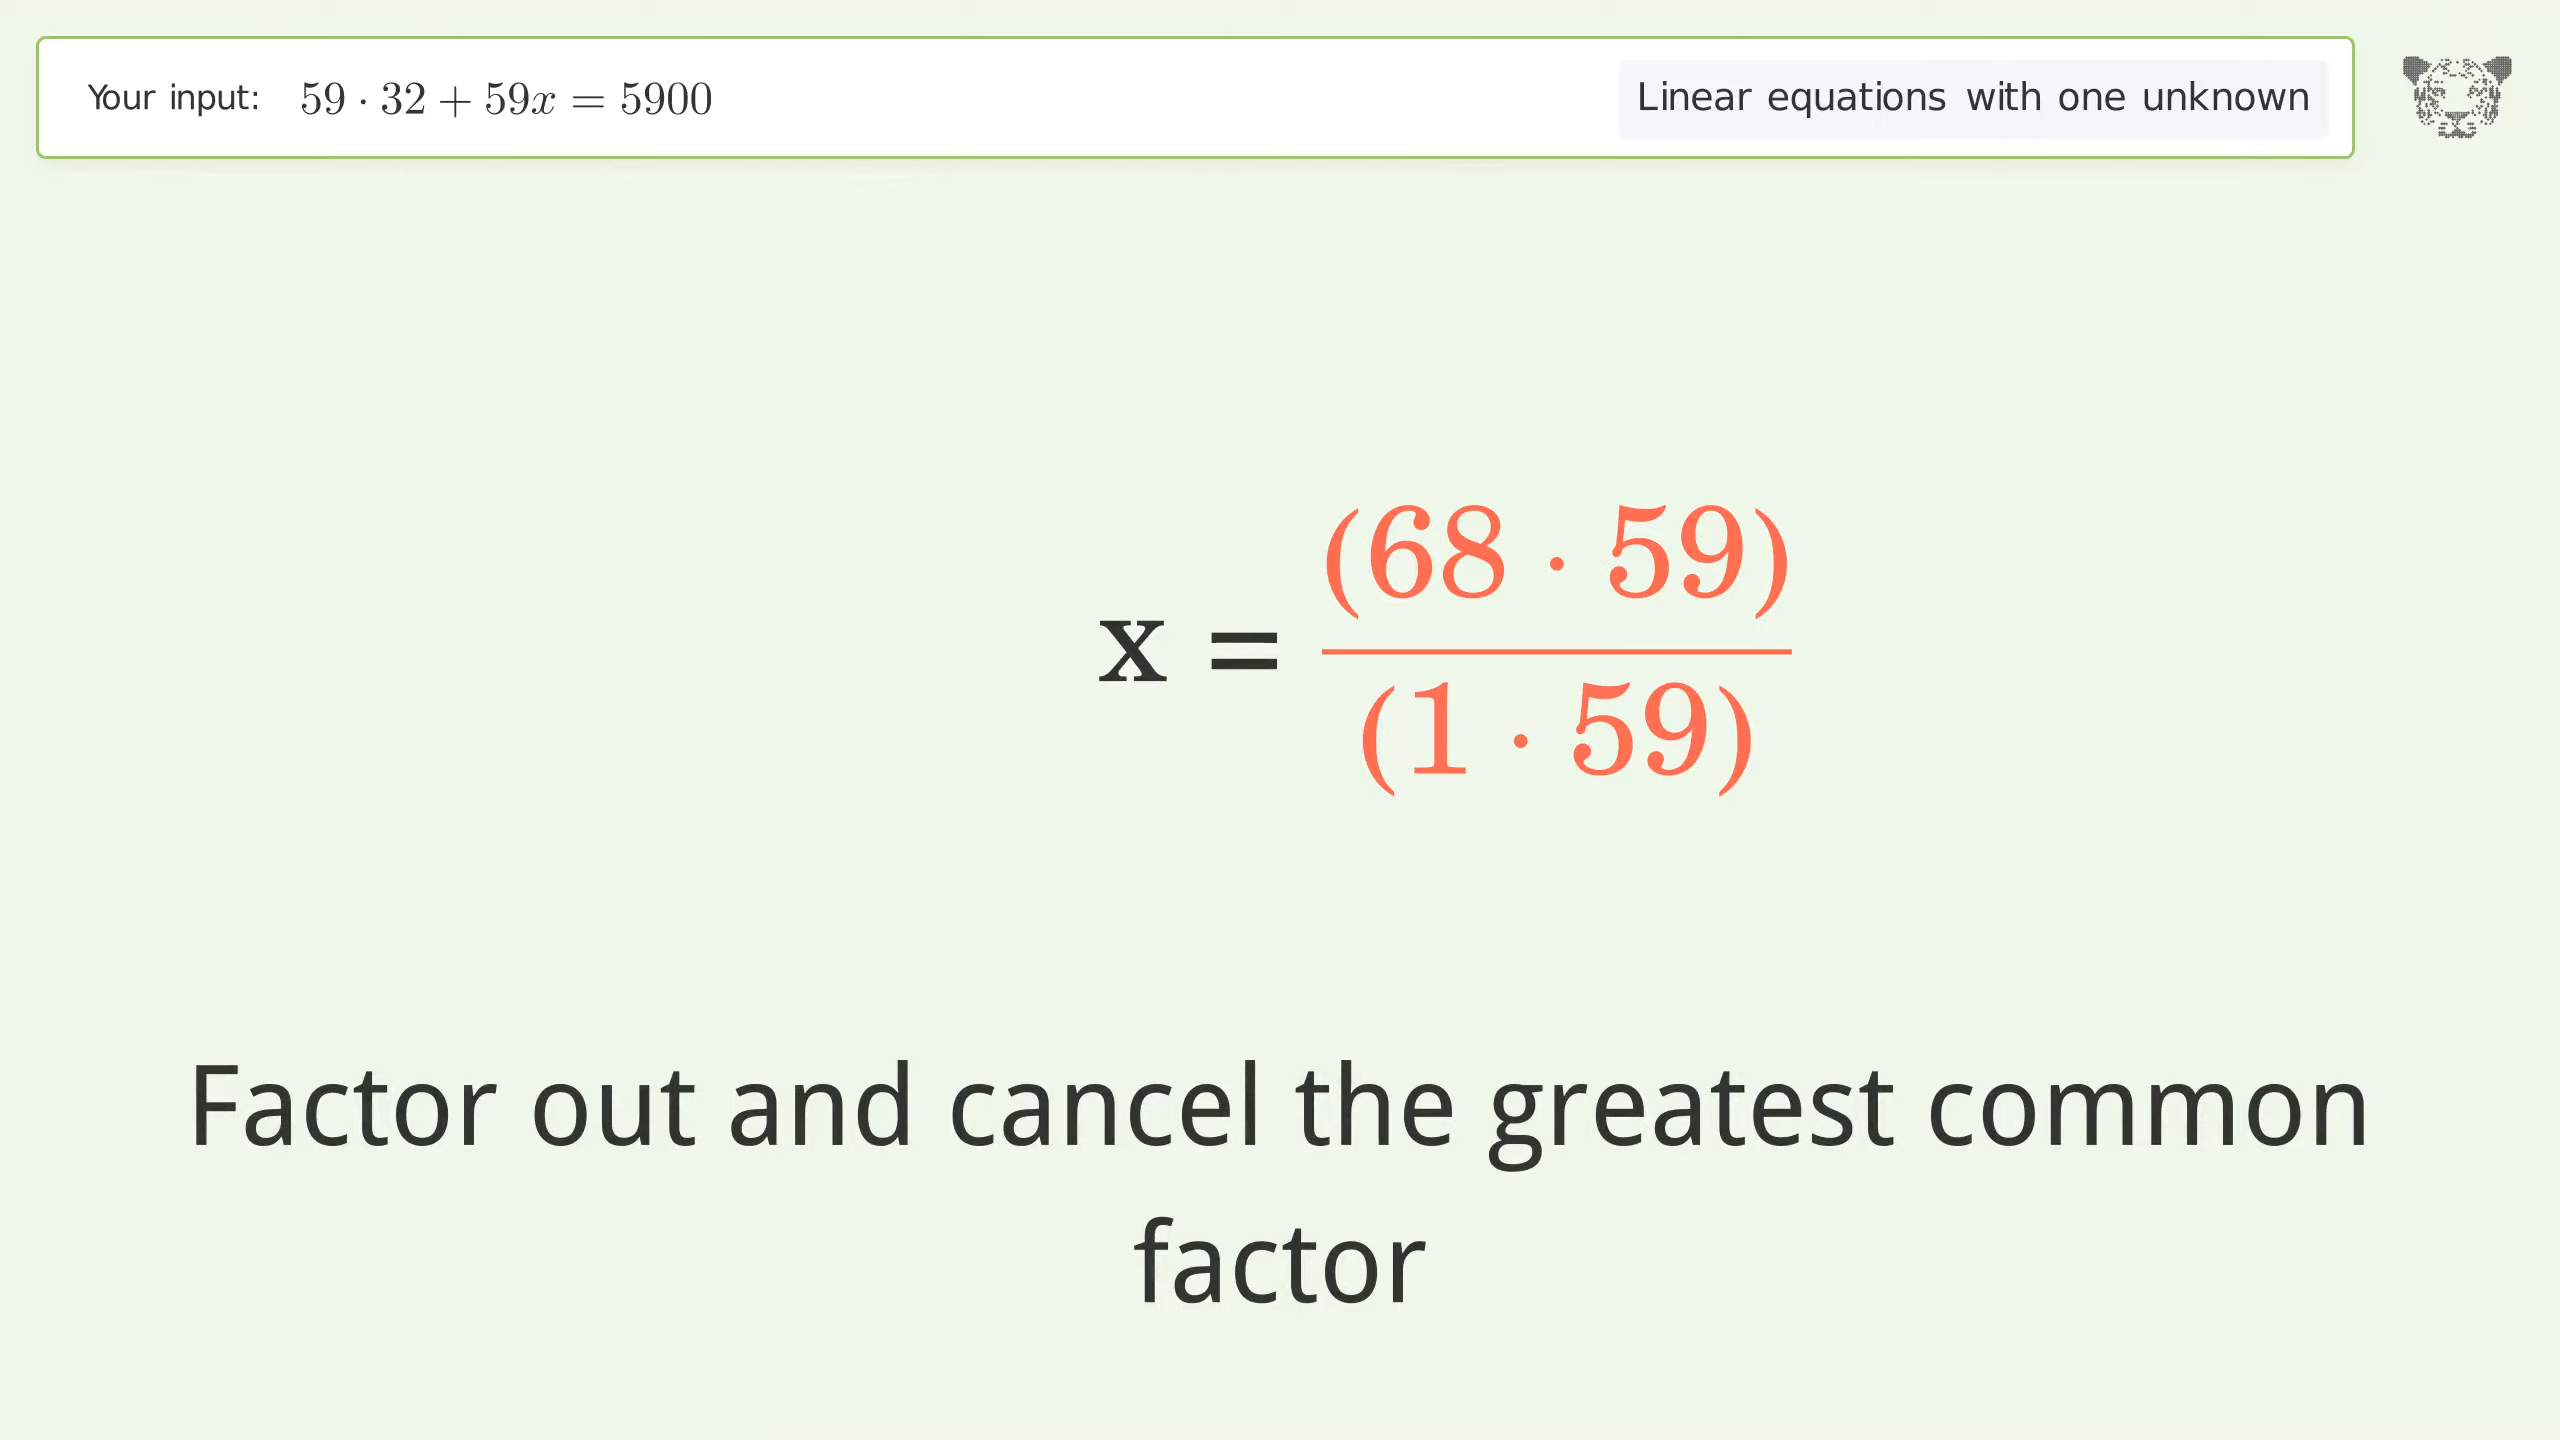 Your input: 59 · 32 + 59x = 5900
Linear equations with one unknown
x = (68 · 59) / (1 · 59)
Factor out and cancel the greatest common
factor